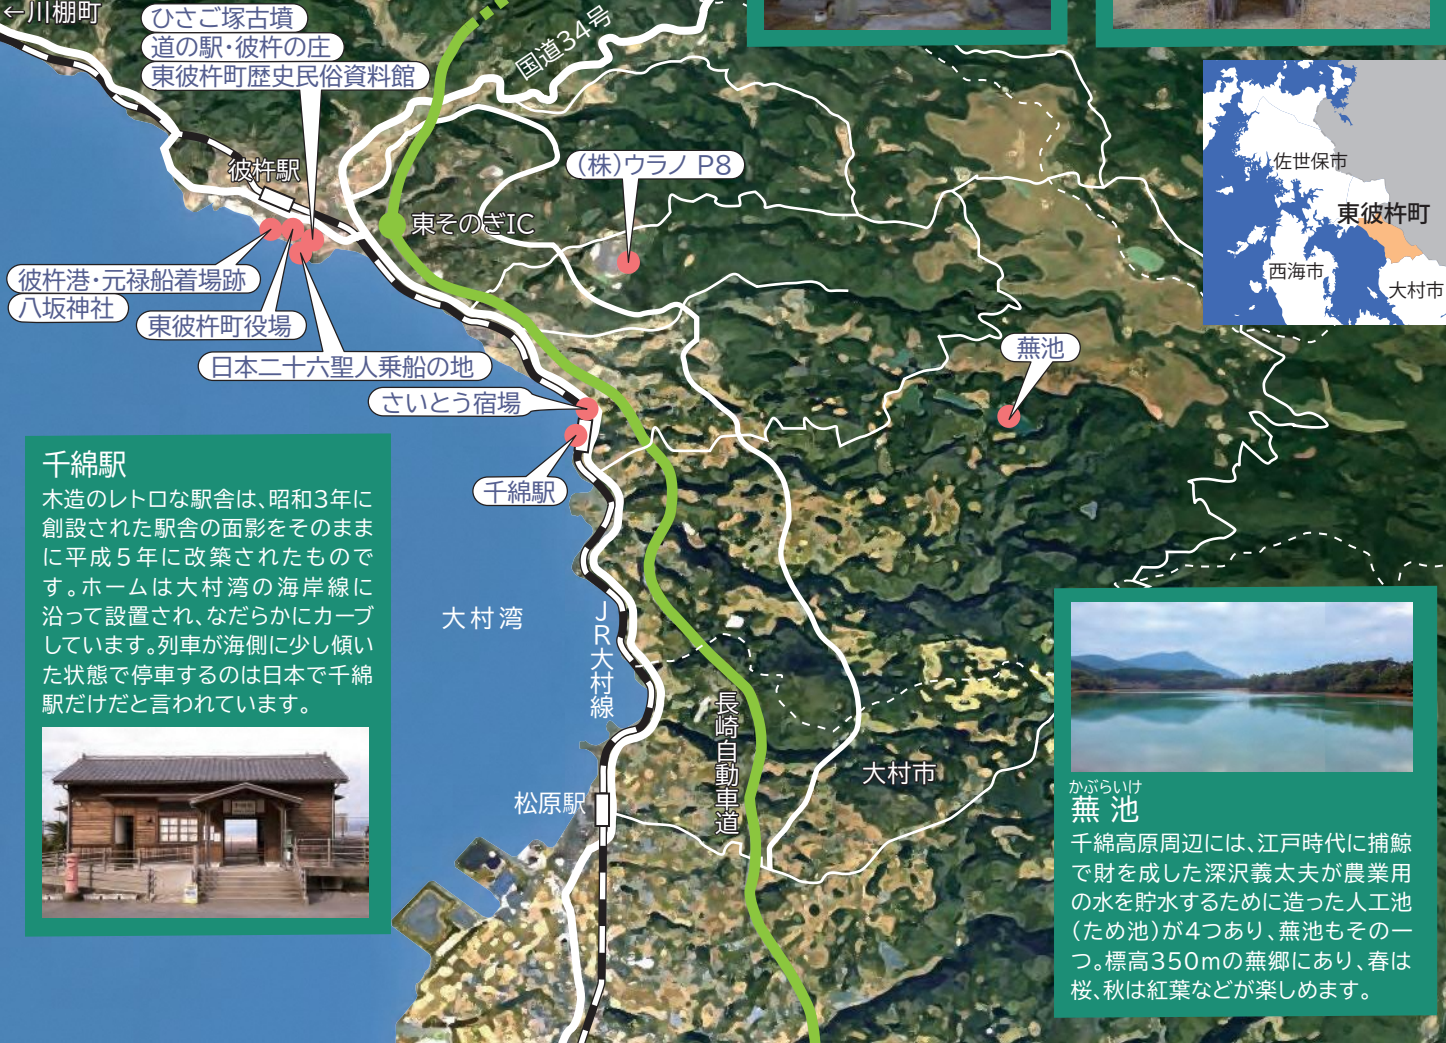 ←川棚町
ひさご塚古墳
道の駅・彼杵の庄
東彼杵町歴史民俗資料館
国道34号
彼杵駅
東そのぎIC
(株)ウラノ P8
佐世保市
東彼杵町
西海市
大村市
彼杵港・元禄船着場跡
八坂神社
東彼杵町役場
日本二十六聖人乗船の地
さいとう宿場
千綿駅
蕪池
千綿駅
木造のレトロな駅舎は、昭和3年に
創設された駅舎の面影をそのまま
に平成5年に改築されたもので
す。ホームは大村湾の海岸線に
沿って設置され、なだらかにカーブ
しています。列車が海側に少し傾い
た状態で停車するのは日本で千綿
駅だけだと言われています。
大村湾
JR大村線
長崎自動車道
大村市
松原駅
かぶらいけ
蕪池
千綿高原周辺には、江戸時代に捕鯨
で財を成した深沢義太夫が農業用
の水を貯水するために造った人工池
(ため池)が4つあり、蕪池もその一
つ。標高350mの蕪郷にあり、春は
桜、秋は紅葉などが楽しめます。